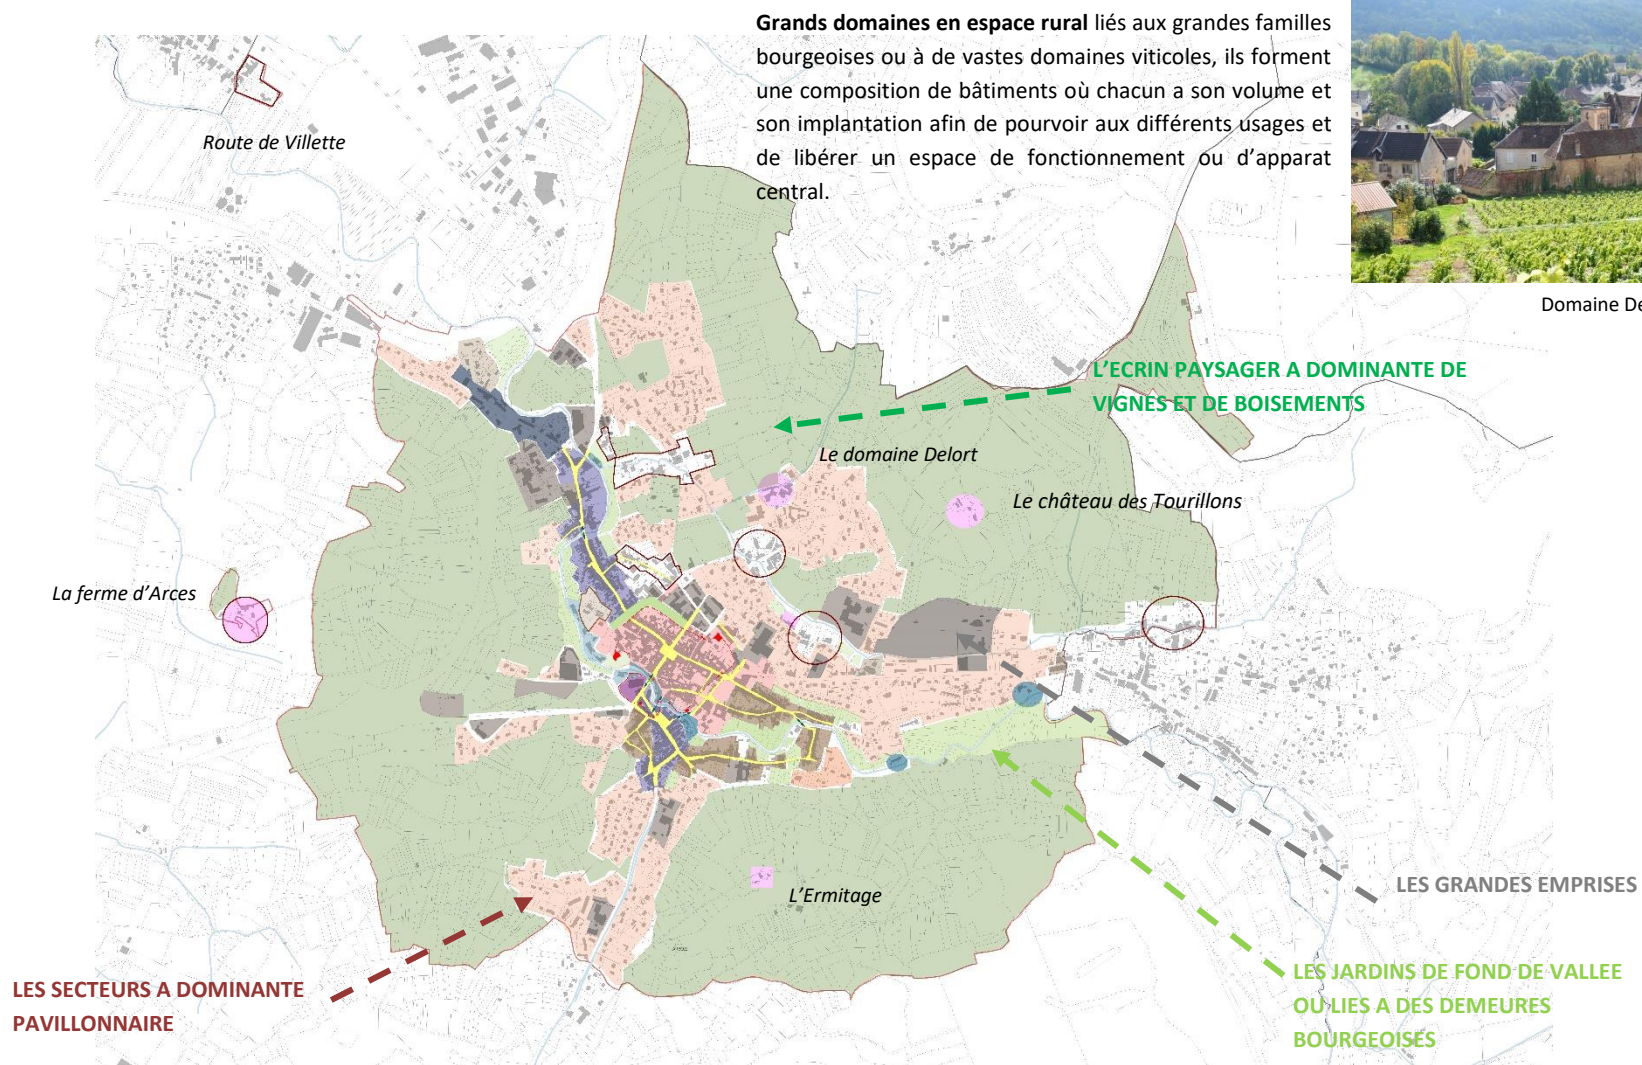 Grands domaines en espace rural liés aux grandes familles
bourgeoises ou à de vastes domaines viticoles, ils forment
une composition de bâtiments où chacun a son volume et
son implantation afin de pourvoir aux différents usages et
de libérer un espace de fonctionnement ou d’apparat
central.
Domaine De
Route de Villette
L’ECRIN PAYSAGER A DOMINANTE DE
VIGNES ET DE BOISEMENTS
Le domaine Delort
Le château des Tourillons
La ferme d’Arces
L’Ermitage
LES GRANDES EMPRISES
LES SECTEURS A DOMINANTE
PAVILLONNAIRE
LES JARDINS DE FOND DE VALLEE
OU LIES A DES DEMEURES
BOURGEOISES